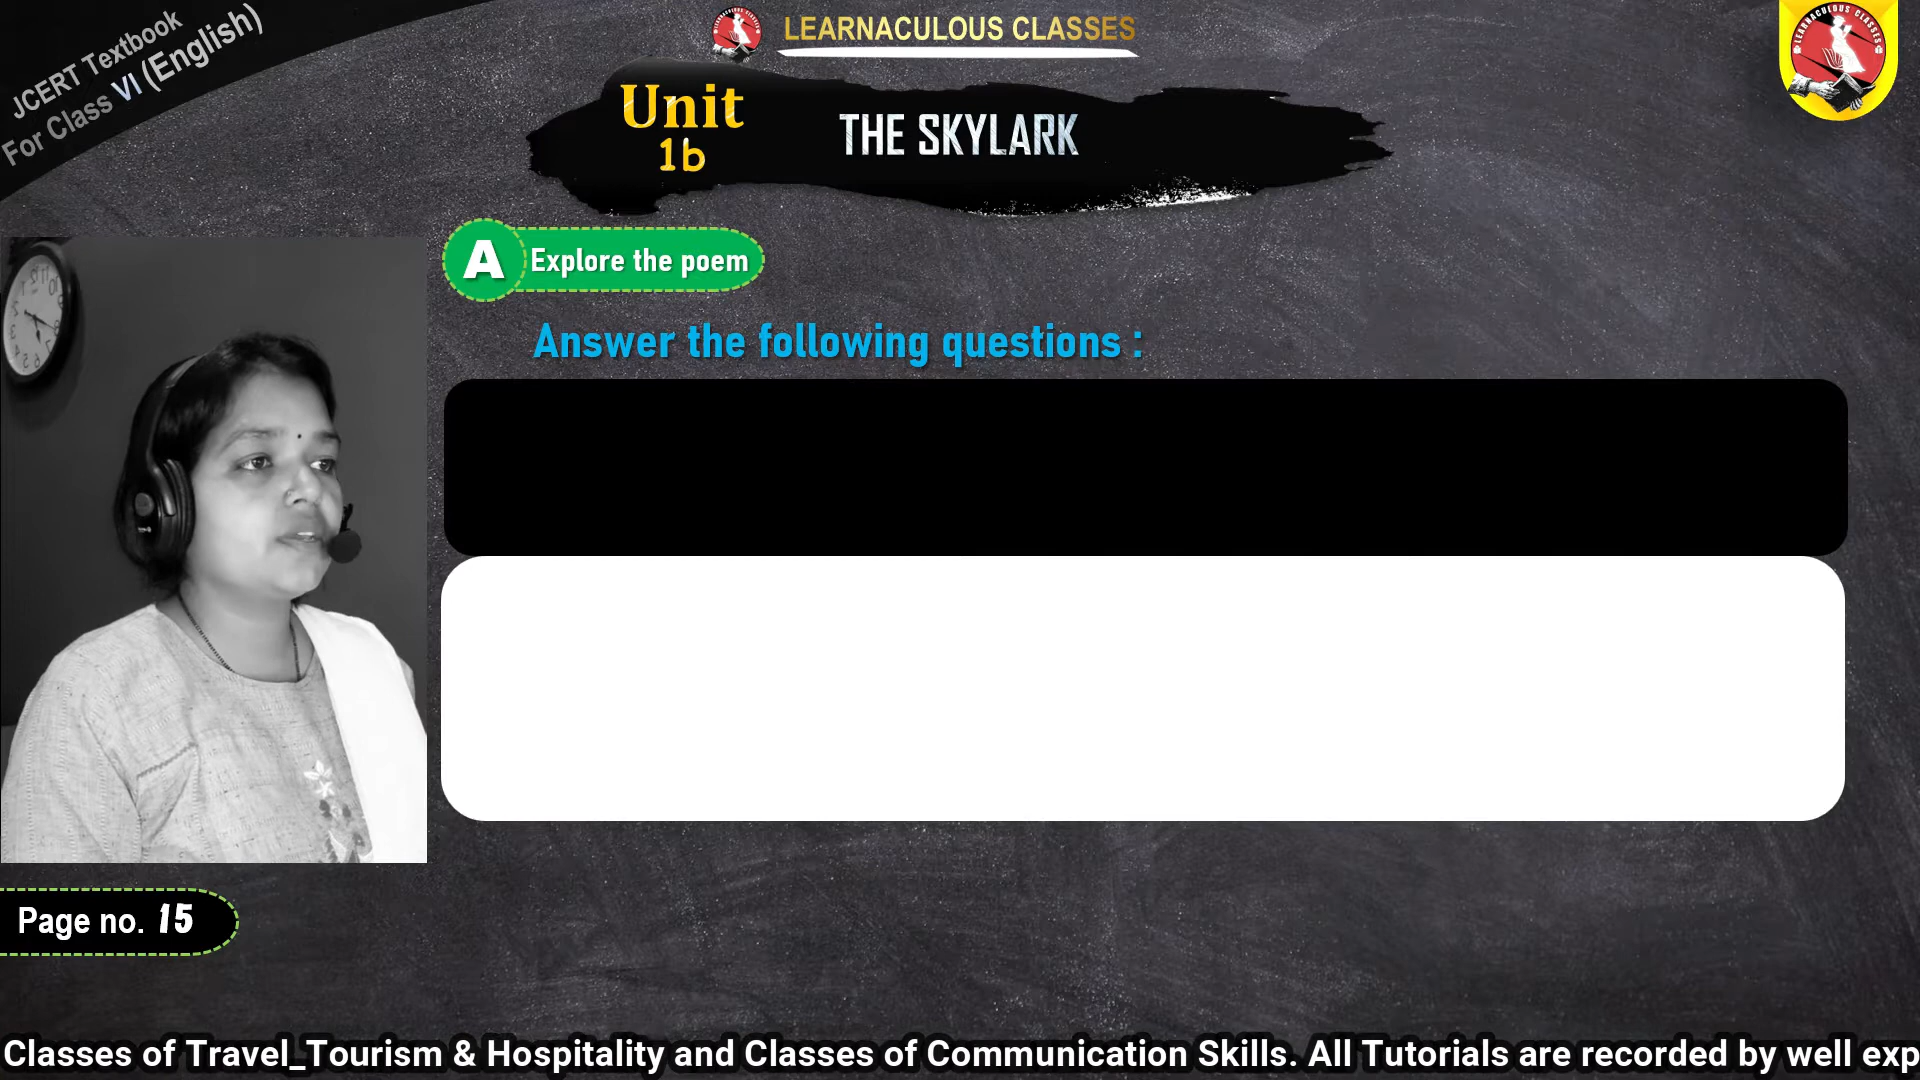 JCERT Textbook
For Class VI (English)
LEARNACULOUS CLASSES
LEARNACULOUS CLASSES
Unit
1b
THE SKYLARK
A
Explore the poem
Answer the following questions :
Page no. 15
Classes of Travel_Tourism & Hospitality and Classes of Communication Skills. All Tutorials are recorded by well exp